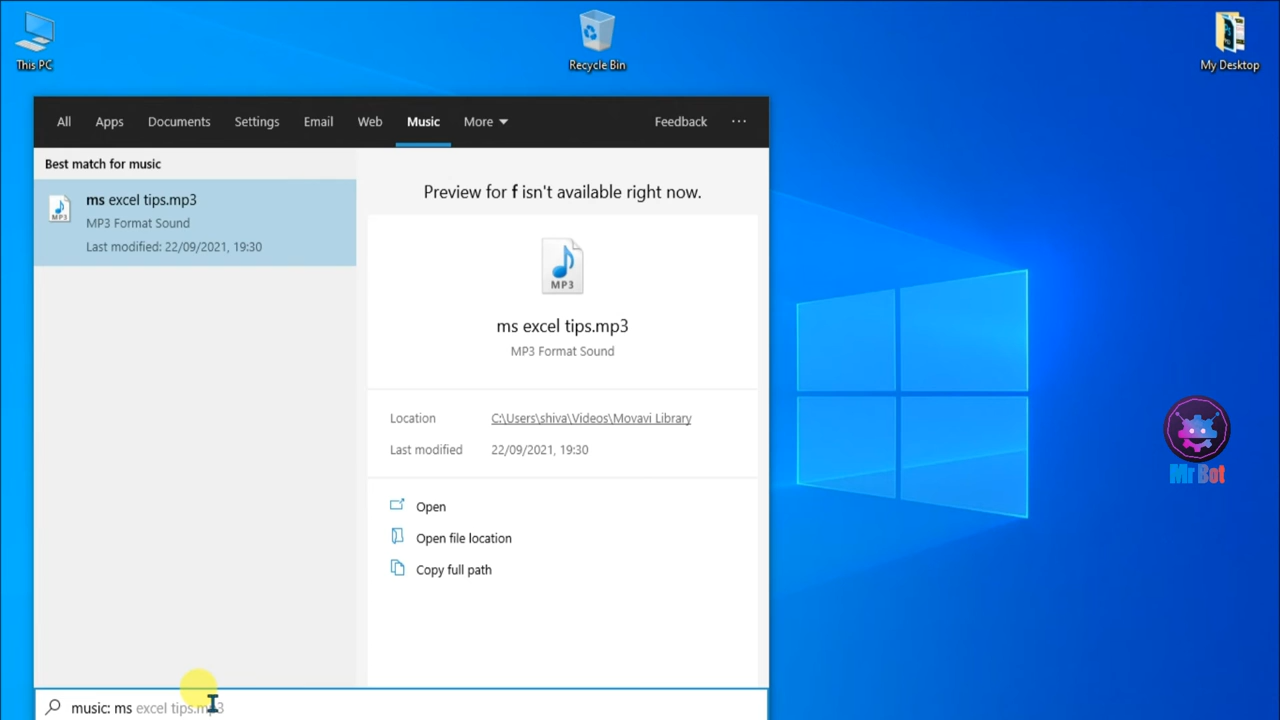 This PC
Recycle Bin
My Desktop
All Apps Documents Settings Email Web Music More Feedback ...
Best match for music
ms excel tips.mp3
MP3
MP3 Format Sound
Last modified: 22/09/2021, 19:30
Preview for f isn't available right now.
MP3
ms excel tips.mp3
MP3 Format Sound
Location C:\Users\shiva\Videos\Movavi Library
Last modified 22/09/2021, 19:30
Open
Open file location
Copy full path
Mr Bot
music: ms excel tips.mp3